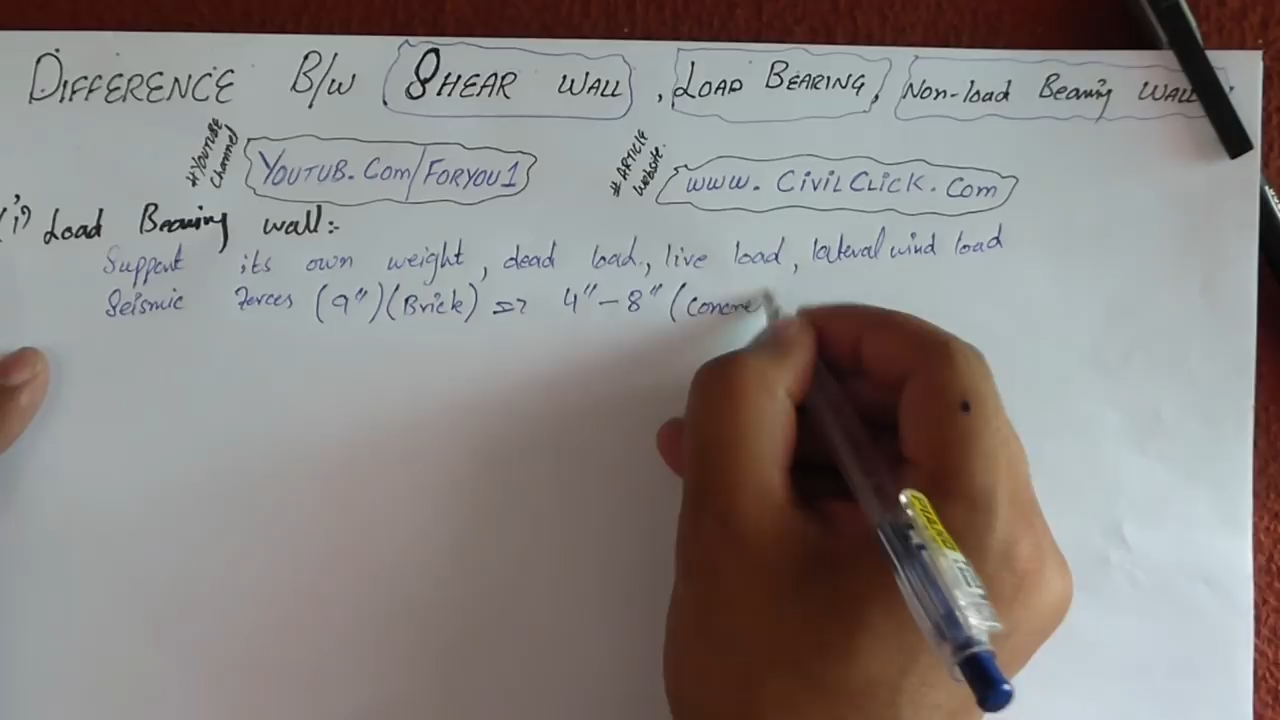 DIFFERENCE B/W SHEAR WALL, LOAD BEARING, Non-load Bearing WALL
#YOUTUBE Channel
YOUTUB.Com/FORYOU1
#ARTICLE website.
www.CIVILCLICK.Com
(i) Load Bearing wall:-
Support its own weight, dead load, live load, lateral wind load
Seismic Forces (9") (Brick) => 4"-8" (Concre
PILOT